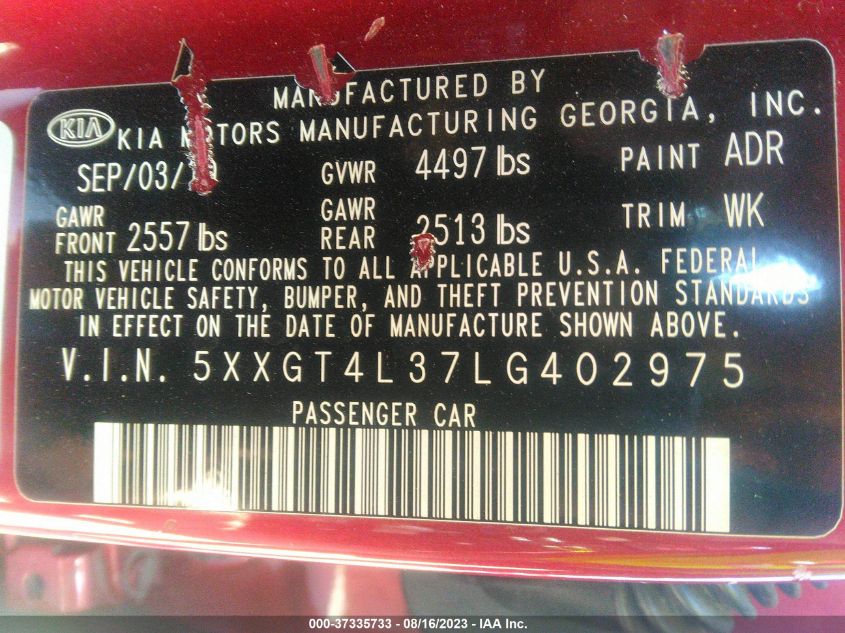 MANUFACTURED BY
KIA KIA MOTORS MANUFACTURING GEORGIA, INC.
SEP/03/ GVWR 4497 lbs PAINT ADR
GAWR FRONT 2557 lbs GAWR REAR 2513 lbs TRIM WK
THIS VEHICLE CONFORMS TO ALL APPLICABLE U.S.A. FEDERAL
MOTOR VEHICLE SAFETY, BUMPER, AND THEFT PREVENTION STANDARDS
IN EFFECT ON THE DATE OF MANUFACTURE SHOWN ABOVE.
V.I.N. 5XXGT4L37LG402975
PASSENGER CAR
000-37335733 - 08/16/2023 - IAA Inc.